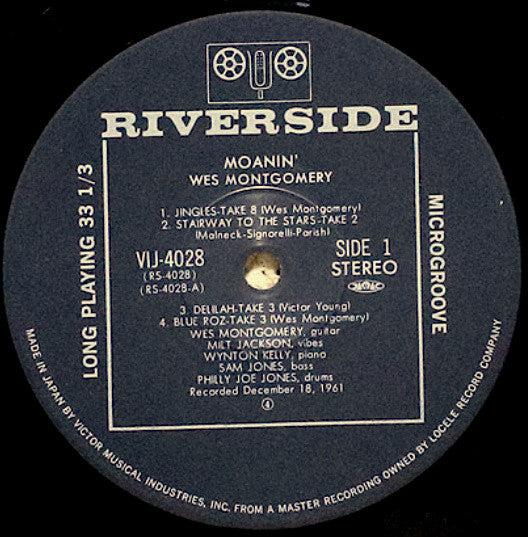 RIVERSIDE
MOANIN'
WES MONTGOMERY
1. JINGLES-TAKE 8 (Wes Montgomery)
2. STAIRWAY TO THE STARS-TAKE 2
(Malneck-Signorelli-Parish)
VIJ-4028
(RS-4028)
(RS-4028-A)
SIDE 1
STEREO
3. DELILAH-TAKE 3 (Victor Young)
4. BLUE ROZ-TAKE 3 (Wes Montgomery)
WES MONTGOMERY, guitar
MILT JACKSON, vibes
WYNTON KELLY, piano
SAM JONES, bass
PHILLY JOE JONES, drums
Recorded December 18, 1961
④
LONG PLAYING 33 1/3
MICROGROOVE
MADE IN JAPAN BY VICTOR MUSICAL INDUSTRIES, INC. FROM A MASTER RECORDING OWNED BY LOCELE RECORD COMPANY